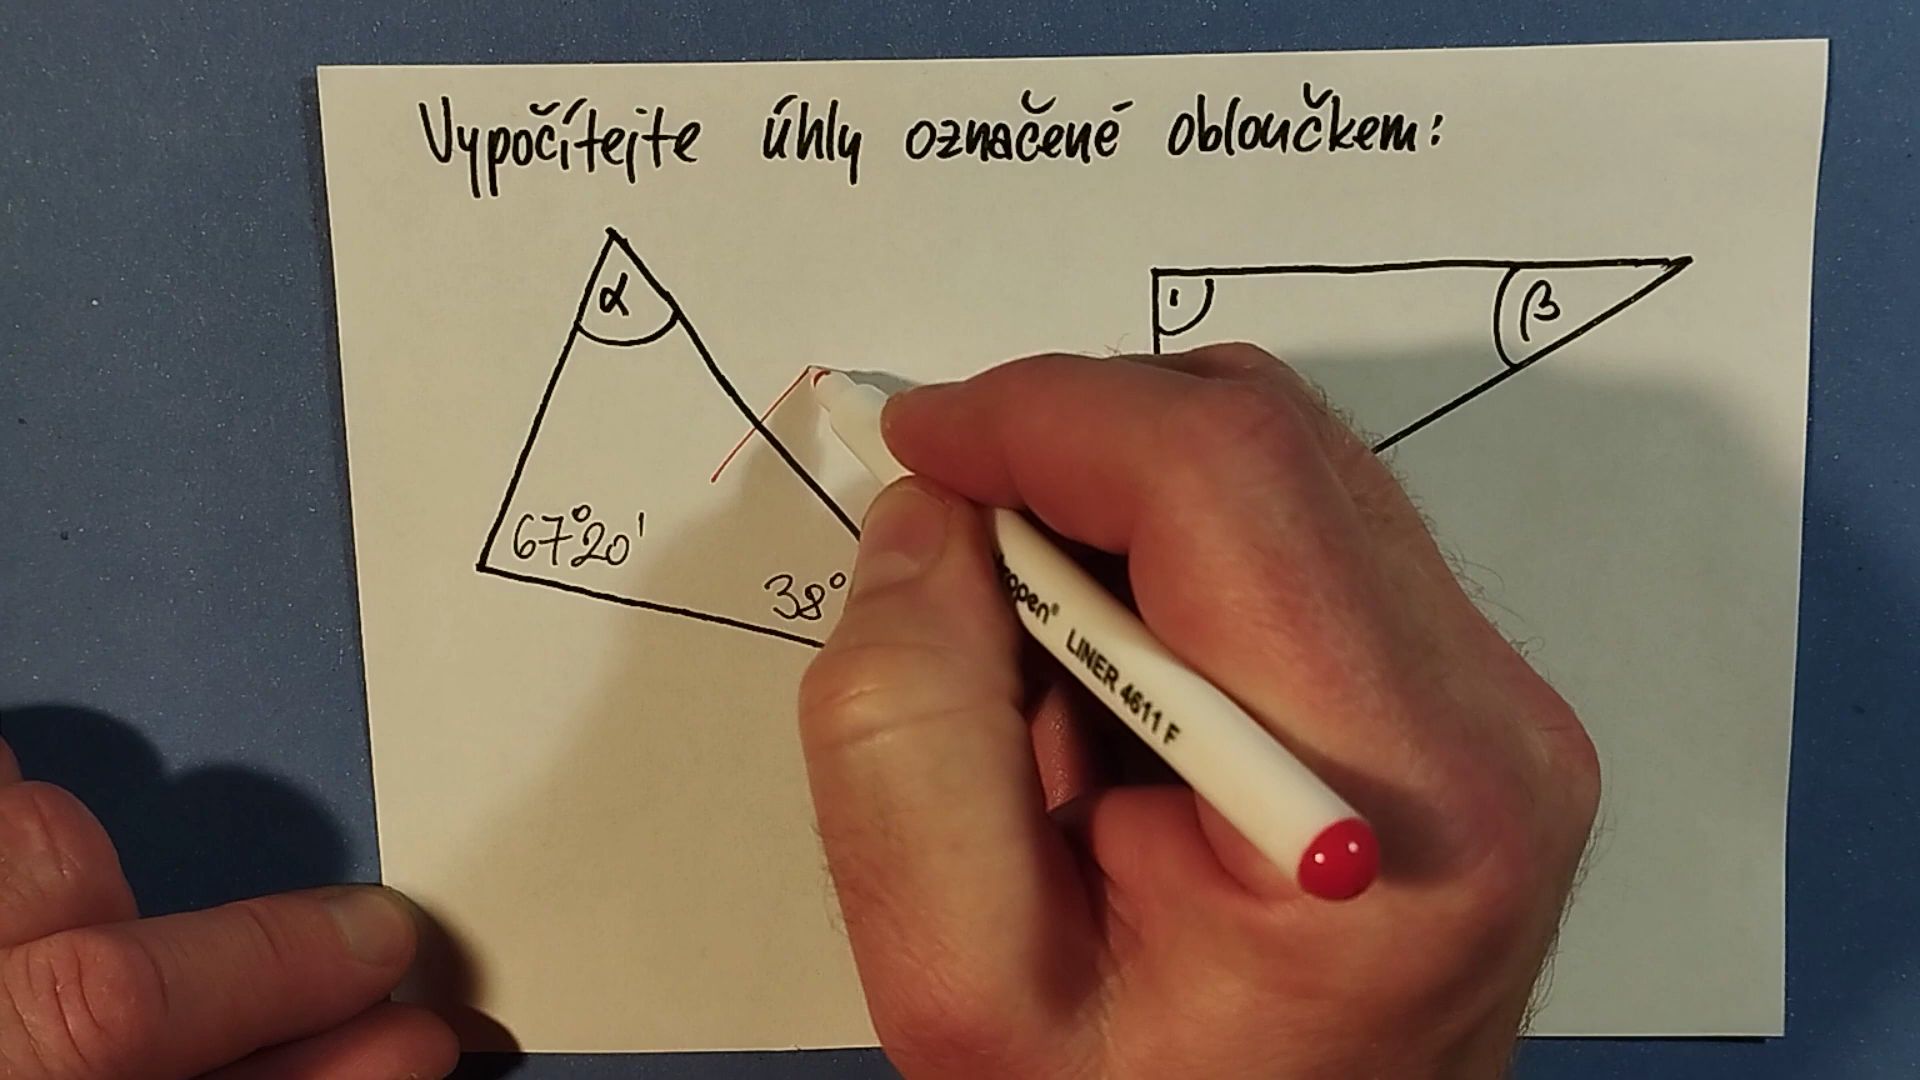 Vypočítejte úhly označené obloučkem:
α
β
67°20'
38°
LINER 4611 F